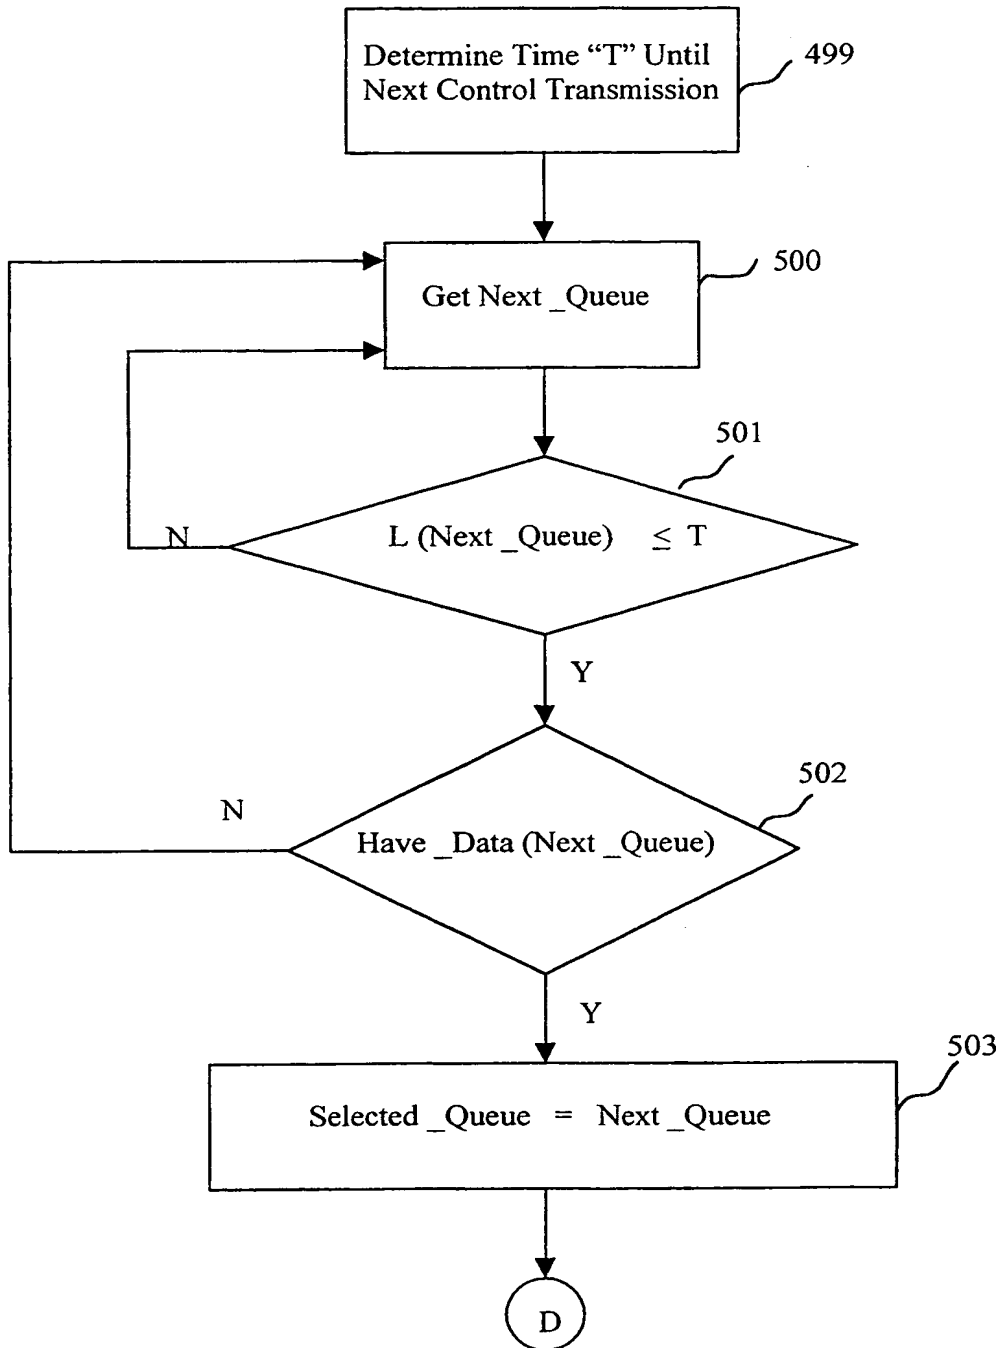 Determine Time “T” Until
Next Control Transmission
499
500
Get Next _Queue
501
L (Next _Queue) ≤ T
N
Y
502
N
Have _Data (Next _Queue)
Y
503
Selected _Queue = Next _Queue
D